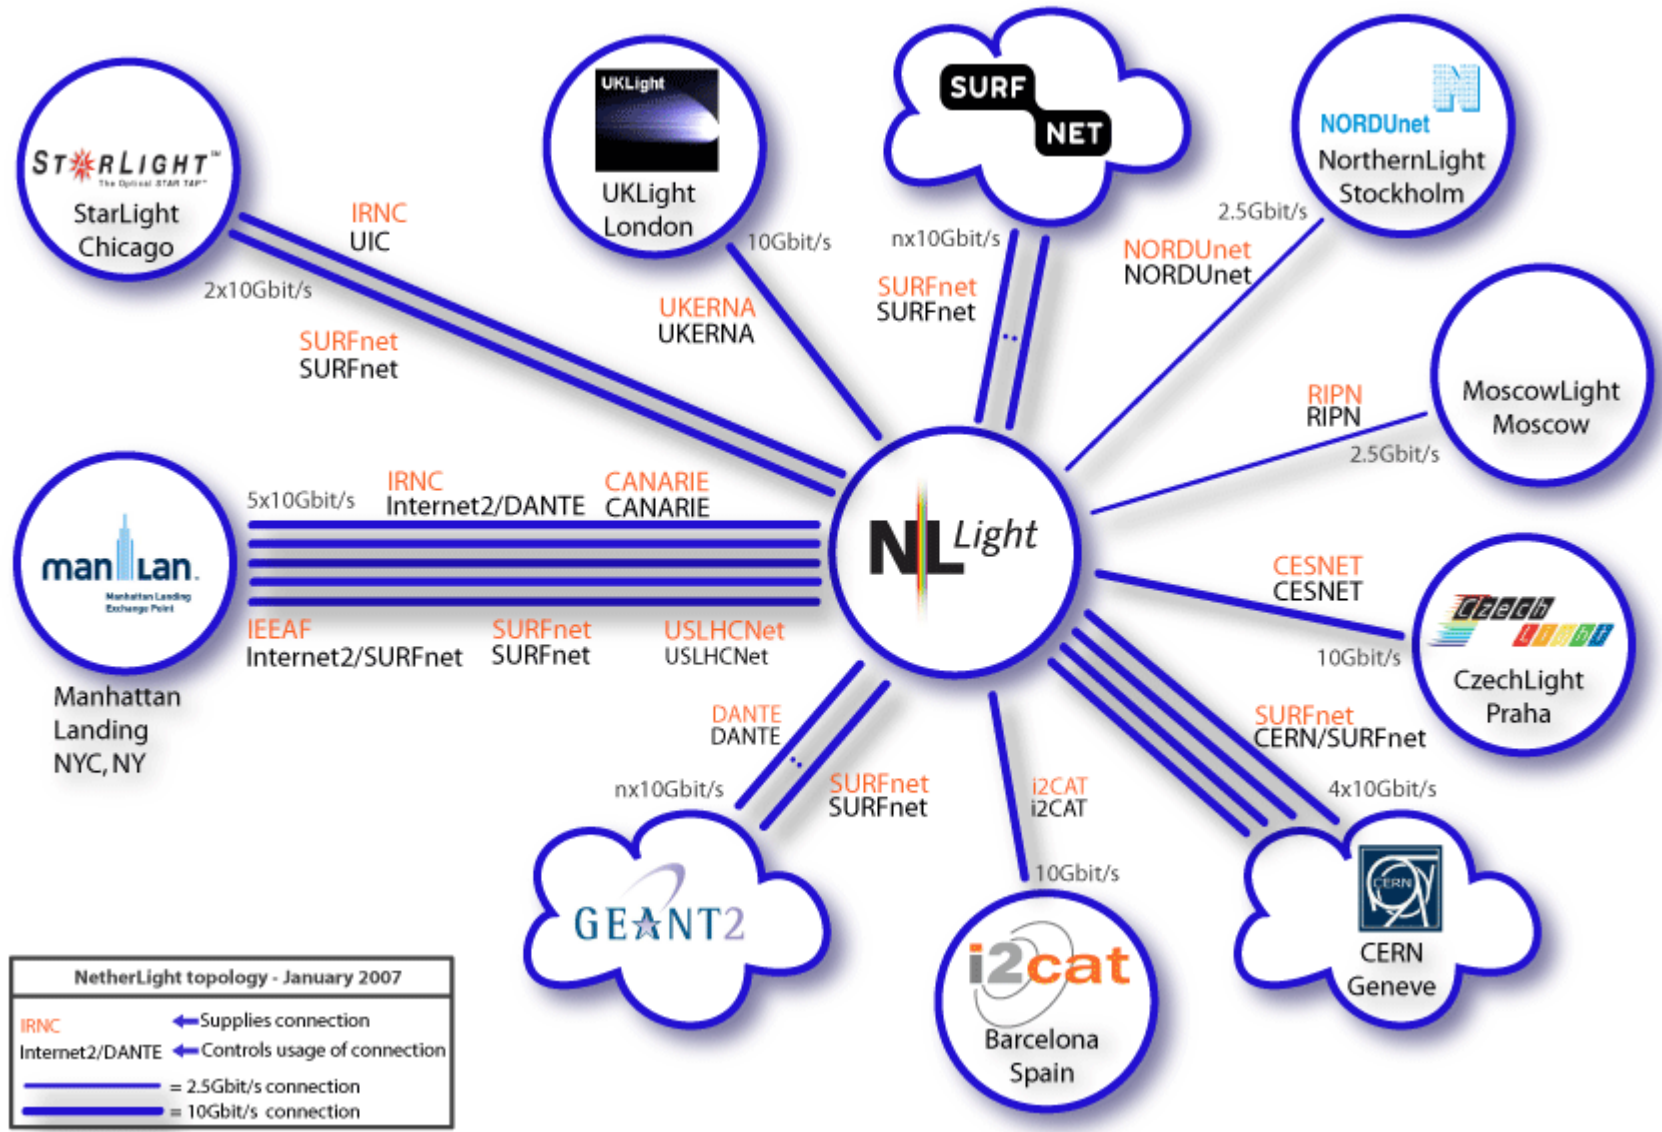 STARLIGHT™
The Optical STAR TAP™
StarLight
Chicago
2x10Gbit/s
IRNC
UIC
SURFnet
SURFnet
UKLight
UKLight
London
10Gbit/s
UKERNA
UKERNA
SURF
NET
nx10Gbit/s
SURFnet
SURFnet
NORDUnet
NorthernLight
Stockholm
2.5Gbit/s
NORDUnet
NORDUnet
MoscowLight
Moscow
RIPN
RIPN
2.5Gbit/s
man Lan.
Manhattan Landing
Exchange Point
Manhattan
Landing
NYC, NY
5x10Gbit/s
IRNC
Internet2/DANTE
CANARIE
CANARIE
IEEAF
Internet2/SURFnet
SURFnet
SURFnet
USLHCNet
USLHCNet
NL Light
CESNET
CESNET
10Gbit/s
Czech
Light
CzechLight
Praha
SURFnet
CERN/SURFnet
4x10Gbit/s
CERN
CERN
Geneve
DANTE
DANTE
nx10Gbit/s
SURFnet
SURFnet
GEANT2
i2CAT
i2CAT
10Gbit/s
i2cat
Barcelona
Spain
NetherLight topology - January 2007
IRNC
Supplies connection
Internet2/DANTE
Controls usage of connection
= 2.5Gbit/s connection
= 10Gbit/s connection